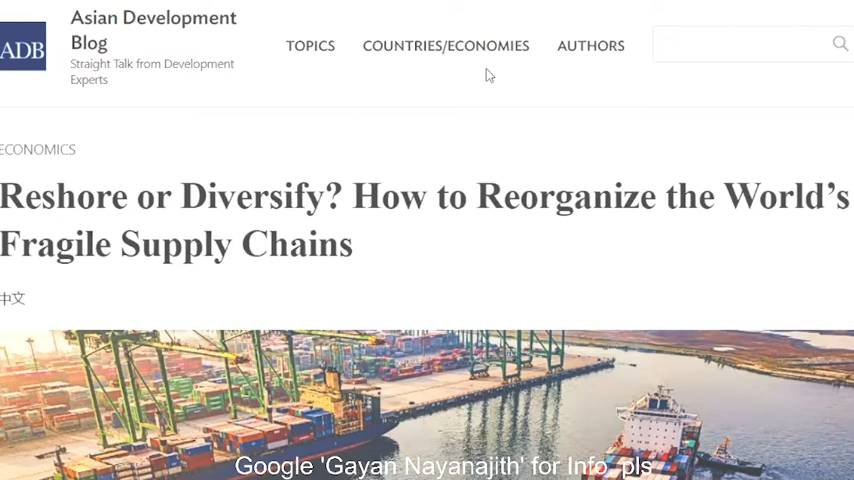 ADB
Asian Development
Blog
Straight Talk from Development
Experts
TOPICS
COUNTRIES/ECONOMIES
AUTHORS
ECONOMICS
Reshore or Diversify? How to Reorganize the World’s
Fragile Supply Chains
中文
Google 'Gayan Nayanajith' for Info, pls